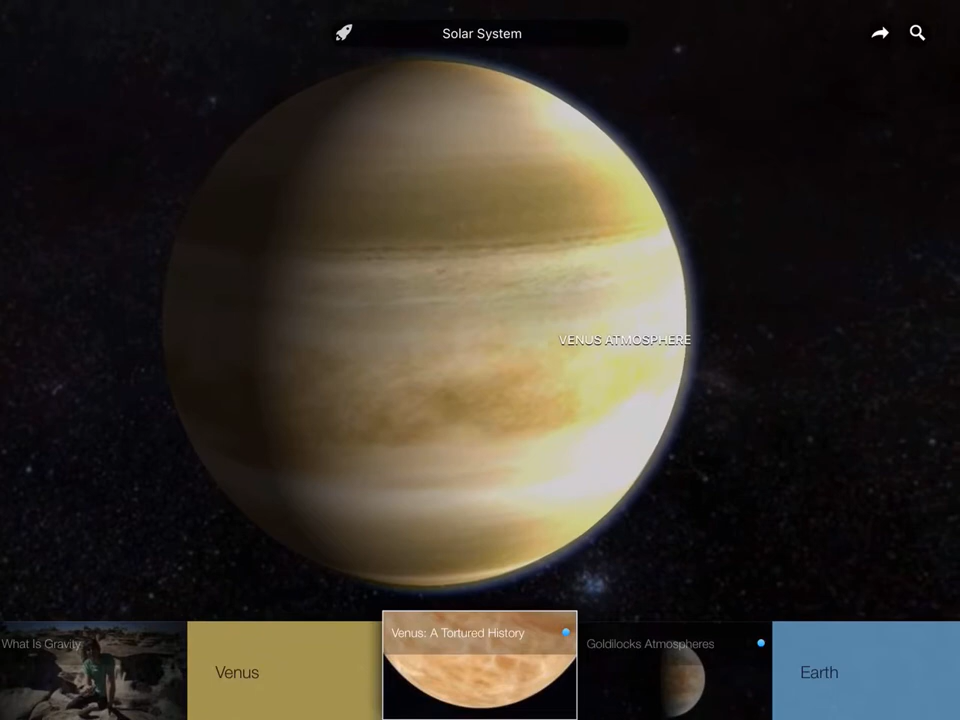 Solar System
VENUS ATMOSPHERE
What Is Gravity
Venus
Venus: A Tortured History
Goldilocks Atmospheres
Earth